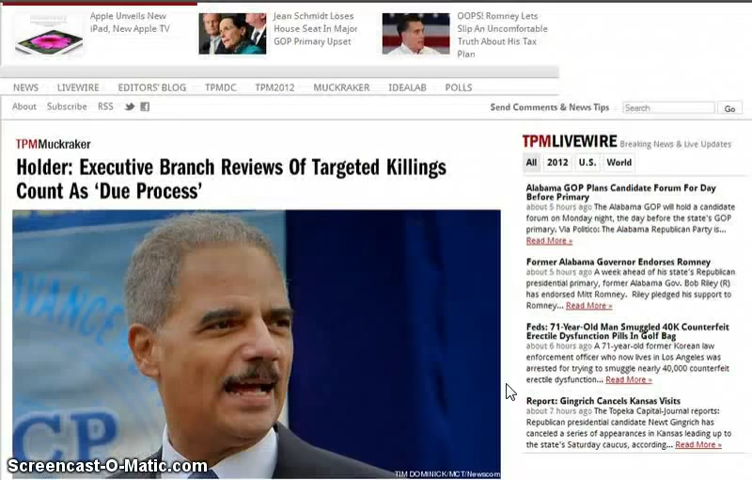 Apple Unveils New
iPad, New Apple TV
Jean Schmidt Loses
House Seat In Major
GOP Primary Upset
OOPS! Romney Lets
Slip An Uncomfortable
Truth About His Tax
Plan
NEWS LIVEWIRE EDITORS' BLOG TPMDC TPM2012 MUCKRAKER IDEALAB POLLS
About Subscribe RSS
Send Comments & News Tips Search Go
TPMMuckraker
Holder: Executive Branch Reviews Of Targeted Killings
Count As ‘Due Process’
VANCE
CP
TIM DOMINICK/MCT/Newscom
Screencast-O-Matic.com
TPMLIVEWIRE Breaking News & Live Updates
All 2012 U.S. World
Alabama GOP Plans Candidate Forum For Day
Before Primary
about 5 hours ago The Alabama GOP will hold a candidate
forum on Monday night, the day before the state's GOP
primary. Via Politico: The Alabama Republican Party is...
Read More »
Former Alabama Governor Endorses Romney
about 5 hours ago A week ahead of his state's Republican
presidential primary, former Alabama Gov. Bob Riley (R)
has endorsed Mitt Romney. Riley pledged his support to
Romney... Read More »
Feds: 71-Year-Old Man Smuggled 40K Counterfeit
Erectile Dysfunction Pills In Golf Bag
about 6 hours ago A 71-year-old former Korean law
enforcement officer who now lives in Los Angeles was
arrested for trying to smuggle nearly 40,000 counterfeit
erectile dysfunction... Read More »
Report: Gingrich Cancels Kansas Visits
about 7 hours ago The Topeka Capital-Journal reports:
Republican presidential candidate Newt Gingrich has
canceled a series of appearances in Kansas leading up to
the state's Saturday caucus, according... Read More »